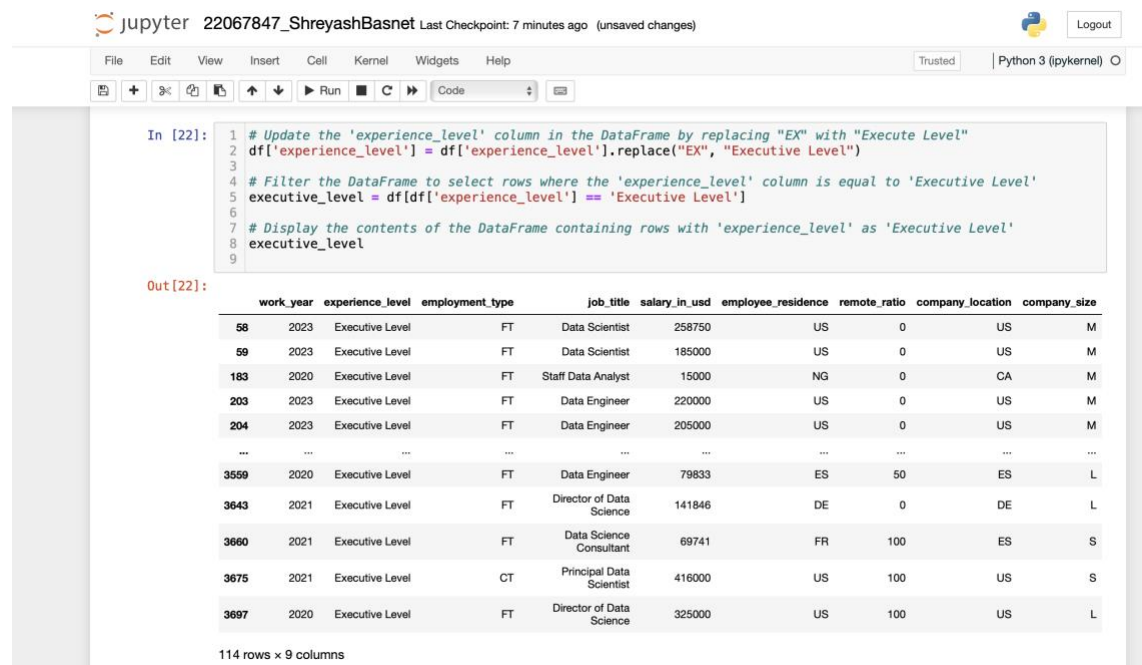 jupyter 22067847_ShreyashBasnet Last Checkpoint: 7 minutes ago (unsaved changes) Logout
File Edit View Insert Cell Kernel Widgets Help Trusted Python 3 (ipykernel)
Run Code
In [22]: 1 # Update the 'experience_level' column in the DataFrame by replacing "EX" with "Execute Level"
2 df['experience_level'] = df['experience_level'].replace("EX", "Executive Level")
3
4 # Filter the DataFrame to select rows where the 'experience_level' column is equal to 'Executive Level'
5 executive_level = df[df['experience_level'] == 'Executive Level']
6
7 # Display the contents of the DataFrame containing rows with 'experience_level' as 'Executive Level'
8 executive_level
9
Out[22]:
work_year experience_level employment_type job_title salary_in_usd employee_residence remote_ratio company_location company_size
58 2023 Executive Level FT Data Scientist 258750 US 0 US M
59 2023 Executive Level FT Data Scientist 185000 US 0 US M
183 2020 Executive Level FT Staff Data Analyst 15000 NG 0 CA M
203 2023 Executive Level FT Data Engineer 220000 US 0 US M
204 2023 Executive Level FT Data Engineer 205000 US 0 US M
... ... ... ... ... ... ... ... ... ...
3559 2020 Executive Level FT Data Engineer 79833 ES 50 ES L
3643 2021 Executive Level FT Director of Data Science 141846 DE 0 DE L
3660 2021 Executive Level FT Data Science Consultant 69741 FR 100 ES S
3675 2021 Executive Level CT Principal Data Scientist 416000 US 100 US S
3697 2020 Executive Level FT Director of Data Science 325000 US 100 US L
114 rows × 9 columns